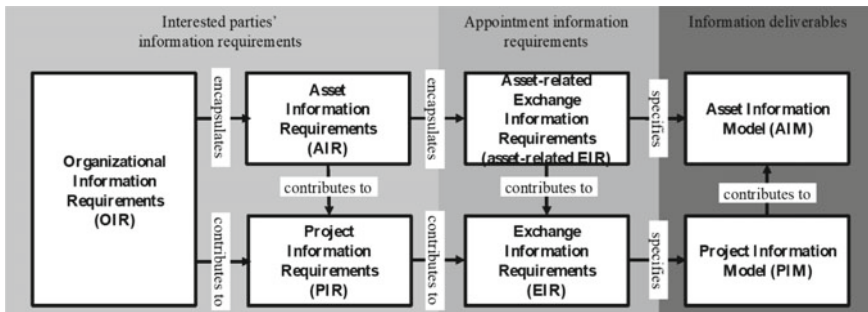 Interested parties'
information requirements
Appointment information
requirements
Information deliverables
Organizational
Information
Requirements
(OIR)
encapsulates
Asset
Information
Requirements
(AIR)
encapsulates
Asset-related
Exchange
Information
Requirements
(asset-related EIR)
specifies
Asset Information
Model (AIM)
contributes to
contributes to
contributes to
contributes to
Project
Information
Requirements
(PIR)
contributes to
Exchange
Information
Requirements
(EIR)
specifies
Project Information
Model (PIM)